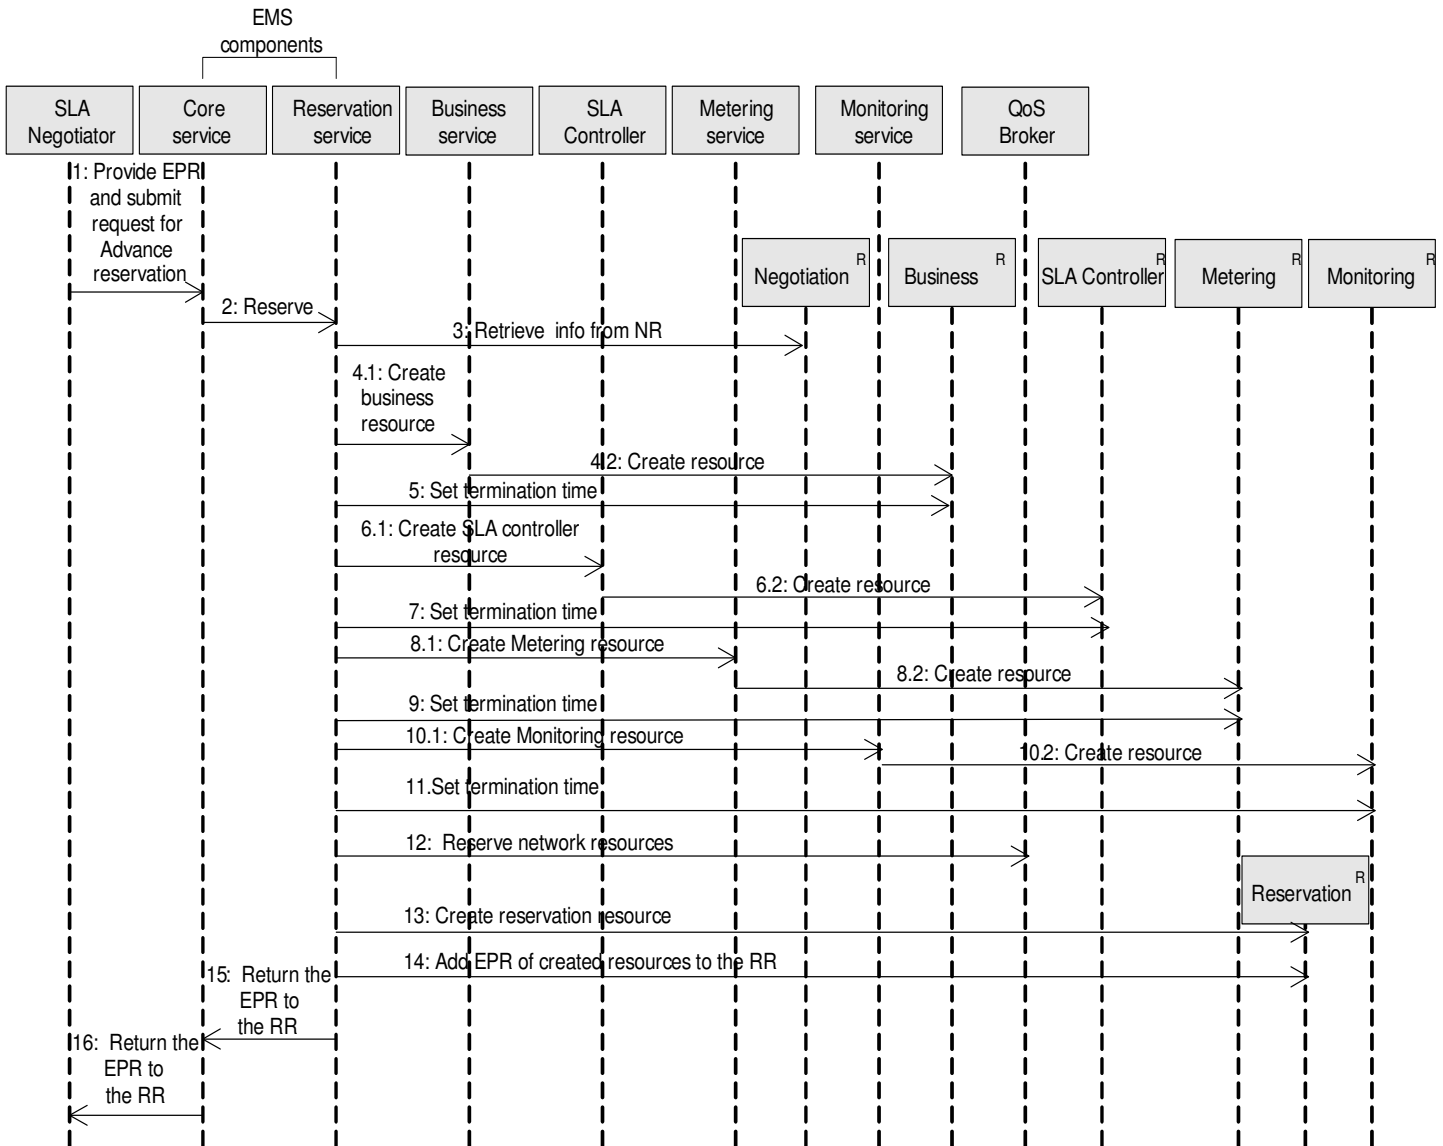 EMS
components
SLA
Negotiator
Core
service
Reservation
service
Business
service
SLA
Controller
Metering
service
Monitoring
service
QoS
Broker
1: Provide EPR
and submit
request for
Advance
reservation
Negotiation R
Business R
SLA Controller R
Metering R
Monitoring R
2: Reserve
3: Retrieve info from NR
4.1: Create
business
resource
4.2: Create resource
5: Set termination time
6.1: Create SLA controller
resource
6.2: Create resource
7: Set termination time
8.1: Create Metering resource
8.2: Create resource
9: Set termination time
10.1: Create Monitoring resource
10.2: Create resource
11.Set termination time
12: Reserve network resources
Reservation R
13: Create reservation resource
14: Add EPR of created resources to the RR
15: Return the
EPR to
the RR
16: Return the
EPR to
the RR